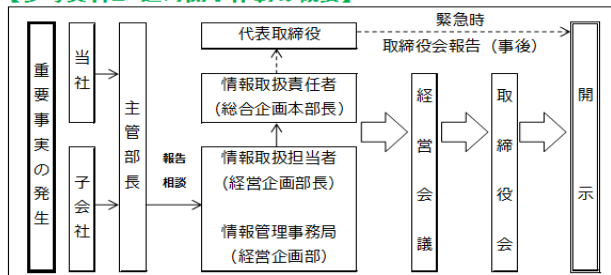 重要事実の発生
当社
子会社
主管部長
報告
相談
代表取締役
情報取扱責任者
（総合企画本部長）
情報取扱担当者
（経営企画部長）
情報管理事務局
（経営企画部）
緊急時
取締役会報告（事後）
経営会議
取締役会
開示